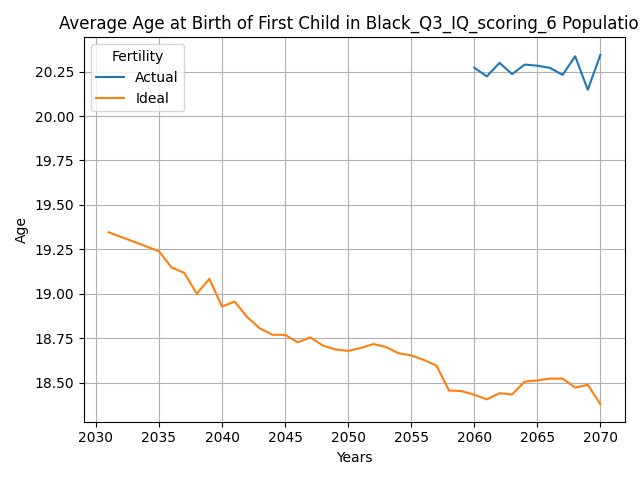 Average Age at Birth of First Child in Black_Q3_IQ_scoring_6 Populatio
Fertility
Actual
Ideal
20.25
20.00
19.75
19.50
19.25
19.00
18.75
18.50
Age
2030 2035 2040 2045 2050 2055 2060 2065 2070
Years